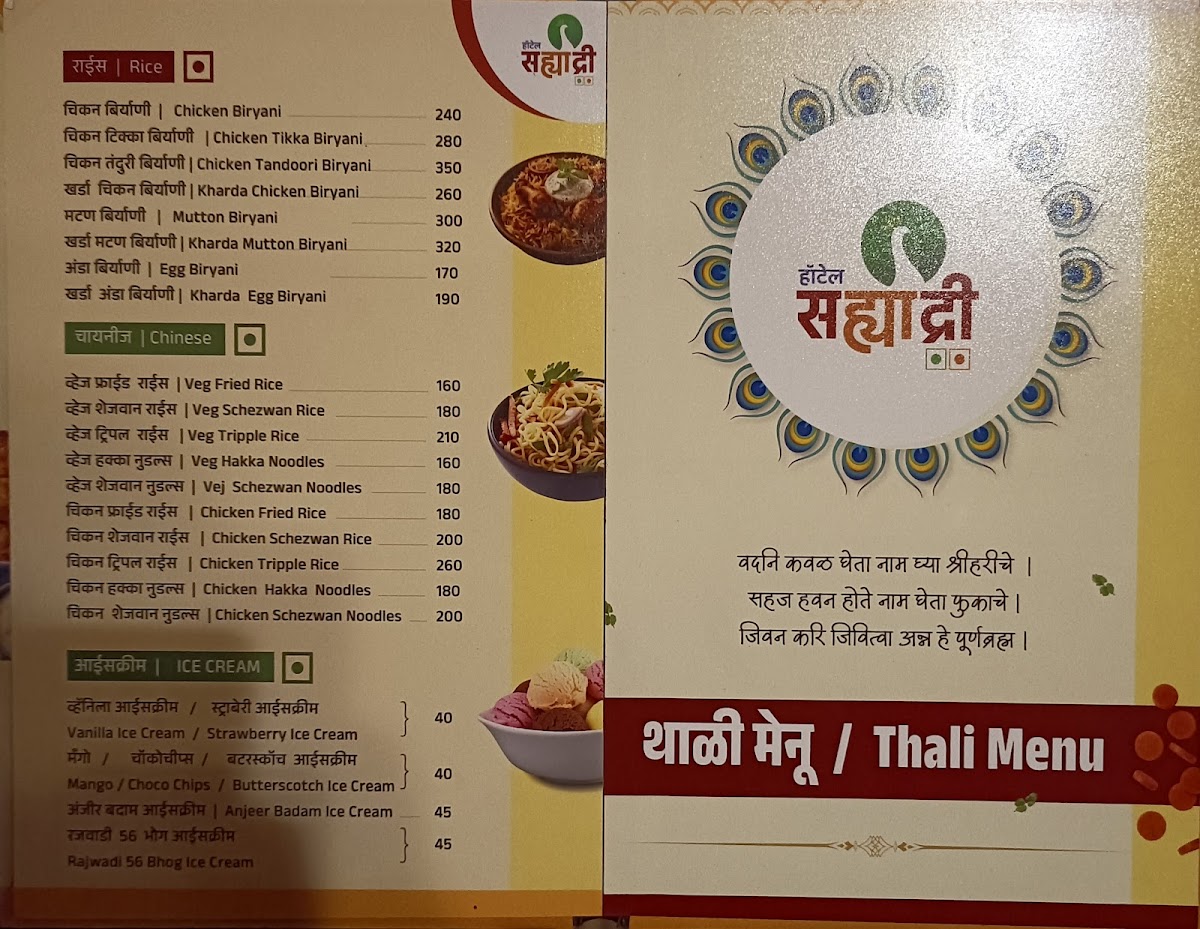 राईस | Rice
चिकन बिर्याणी | Chicken Biryani 240
चिकन टिक्का बिर्याणी | Chicken Tikka Biryani 280
चिकन तंदुरी बिर्याणी | Chicken Tandoori Biryani 350
खर्डा चिकन बिर्याणी | Kharda Chicken Biryani 260
मटण बिर्याणी | Mutton Biryani 300
खर्डा मटण बिर्याणी | Kharda Mutton Biryani 320
अंडा बिर्याणी | Egg Biryani 170
खर्डा अंडा बिर्याणी | Kharda Egg Biryani 190
चायनीज | Chinese
व्हेज फ्राईड राईस | Veg Fried Rice 160
व्हेज शेजवान राईस | Veg Schezwan Rice 180
व्हेज ट्रिपल राईस | Veg Tripple Rice 210
व्हेज हक्का नुडल्स | Veg Hakka Noodles 160
व्हेज शेजवान नुडल्स | Vej Schezwan Noodles 180
चिकन फ्राईड राईस | Chicken Fried Rice 180
चिकन शेजवान राईस | Chicken Schezwan Rice 200
चिकन ट्रिपल राईस | Chicken Tripple Rice 260
चिकन हक्का नुडल्स | Chicken Hakka Noodles 180
चिकन शेजवान नुडल्स | Chicken Schezwan Noodles 200
आईसक्रीम | ICE CREAM
व्हॅनिला आईसक्रीम / स्ट्राबेरी आईसक्रीम
Vanilla Ice Cream / Strawberry Ice Cream 40
मँगो / चॉकोचीप्स / बटरस्कॉच आईसक्रीम
Mango / Choco Chips / Butterscotch Ice Cream 40
अंजीर बदाम आईसक्रीम | Anjeer Badam Ice Cream 45
रजवाडी 56 भोग आईसक्रीम
Rajwadi 56 Bhog Ice Cream 45
हॉटेल
सह्याद्री
हॉटेल
सह्याद्री
वदनि कवळ घेता नाम घ्या श्रीहरीचे |
सहज हवन होते नाम घेता फुकाचे |
जिवन करि जिवित्वा अन्न हे पूर्णब्रह्म |
थाळी मेनू / Thali Menu